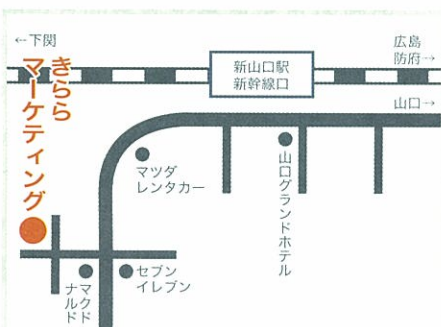 ←下関
広島
防府→
新山口駅
新幹線口
山口→
きらら
マーケティング
マツダ
レンタカー
山口グランドホテル
セブン
イレブン
マクド
ナルド